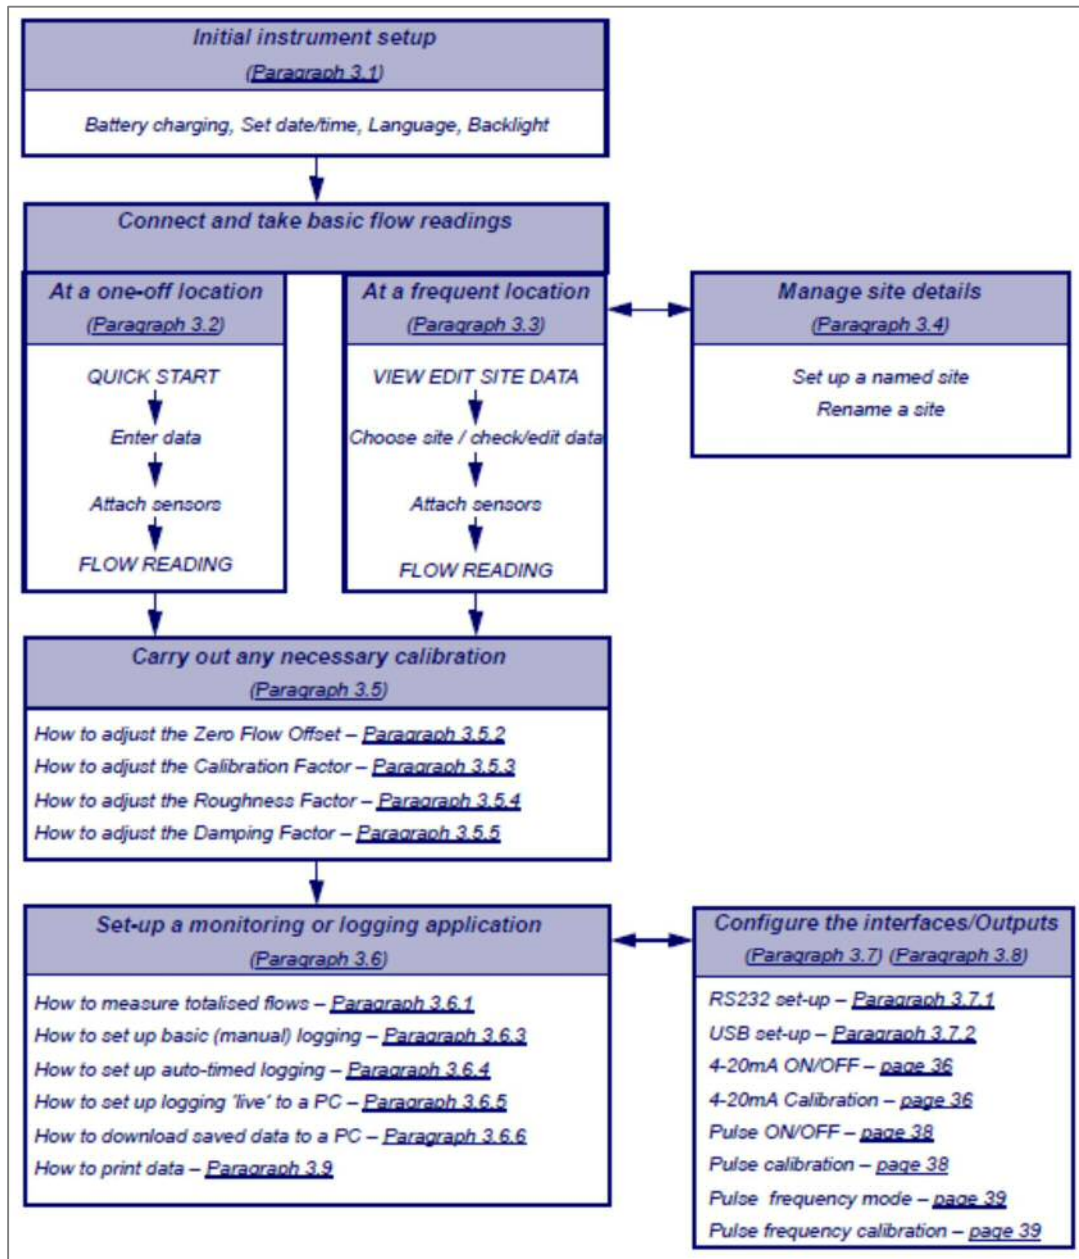 Initial instrument setup
(Paragraph 3.1)
Battery charging, Set date/time, Language, Backlight
Connect and take basic flow readings
At a one-off location
(Paragraph 3.2)
QUICK START
Enter data
Attach sensors
FLOW READING
At a frequent location
(Paragraph 3.3)
VIEW EDIT SITE DATA
Choose site / check/edit data
Attach sensors
FLOW READING
Manage site details
(Paragraph 3.4)
Set up a named site
Rename a site
Carry out any necessary calibration
(Paragraph 3.5)
How to adjust the Zero Flow Offset – Paragraph 3.5.2
How to adjust the Calibration Factor – Paragraph 3.5.3
How to adjust the Roughness Factor – Paragraph 3.5.4
How to adjust the Damping Factor – Paragraph 3.5.5
Set-up a monitoring or logging application
(Paragraph 3.6)
How to measure totalised flows – Paragraph 3.6.1
How to set up basic (manual) logging – Paragraph 3.6.3
How to set up auto-timed logging – Paragraph 3.6.4
How to set up logging 'live' to a PC – Paragraph 3.6.5
How to download saved data to a PC – Paragraph 3.6.6
How to print data – Paragraph 3.9
Configure the interfaces/Outputs
(Paragraph 3.7) (Paragraph 3.8)
RS232 set-up – Paragraph 3.7.1
USB set-up – Paragraph 3.7.2
4-20mA ON/OFF – page 36
4-20mA Calibration – page 36
Pulse ON/OFF – page 38
Pulse calibration – page 38
Pulse frequency mode – page 39
Pulse frequency calibration – page 39